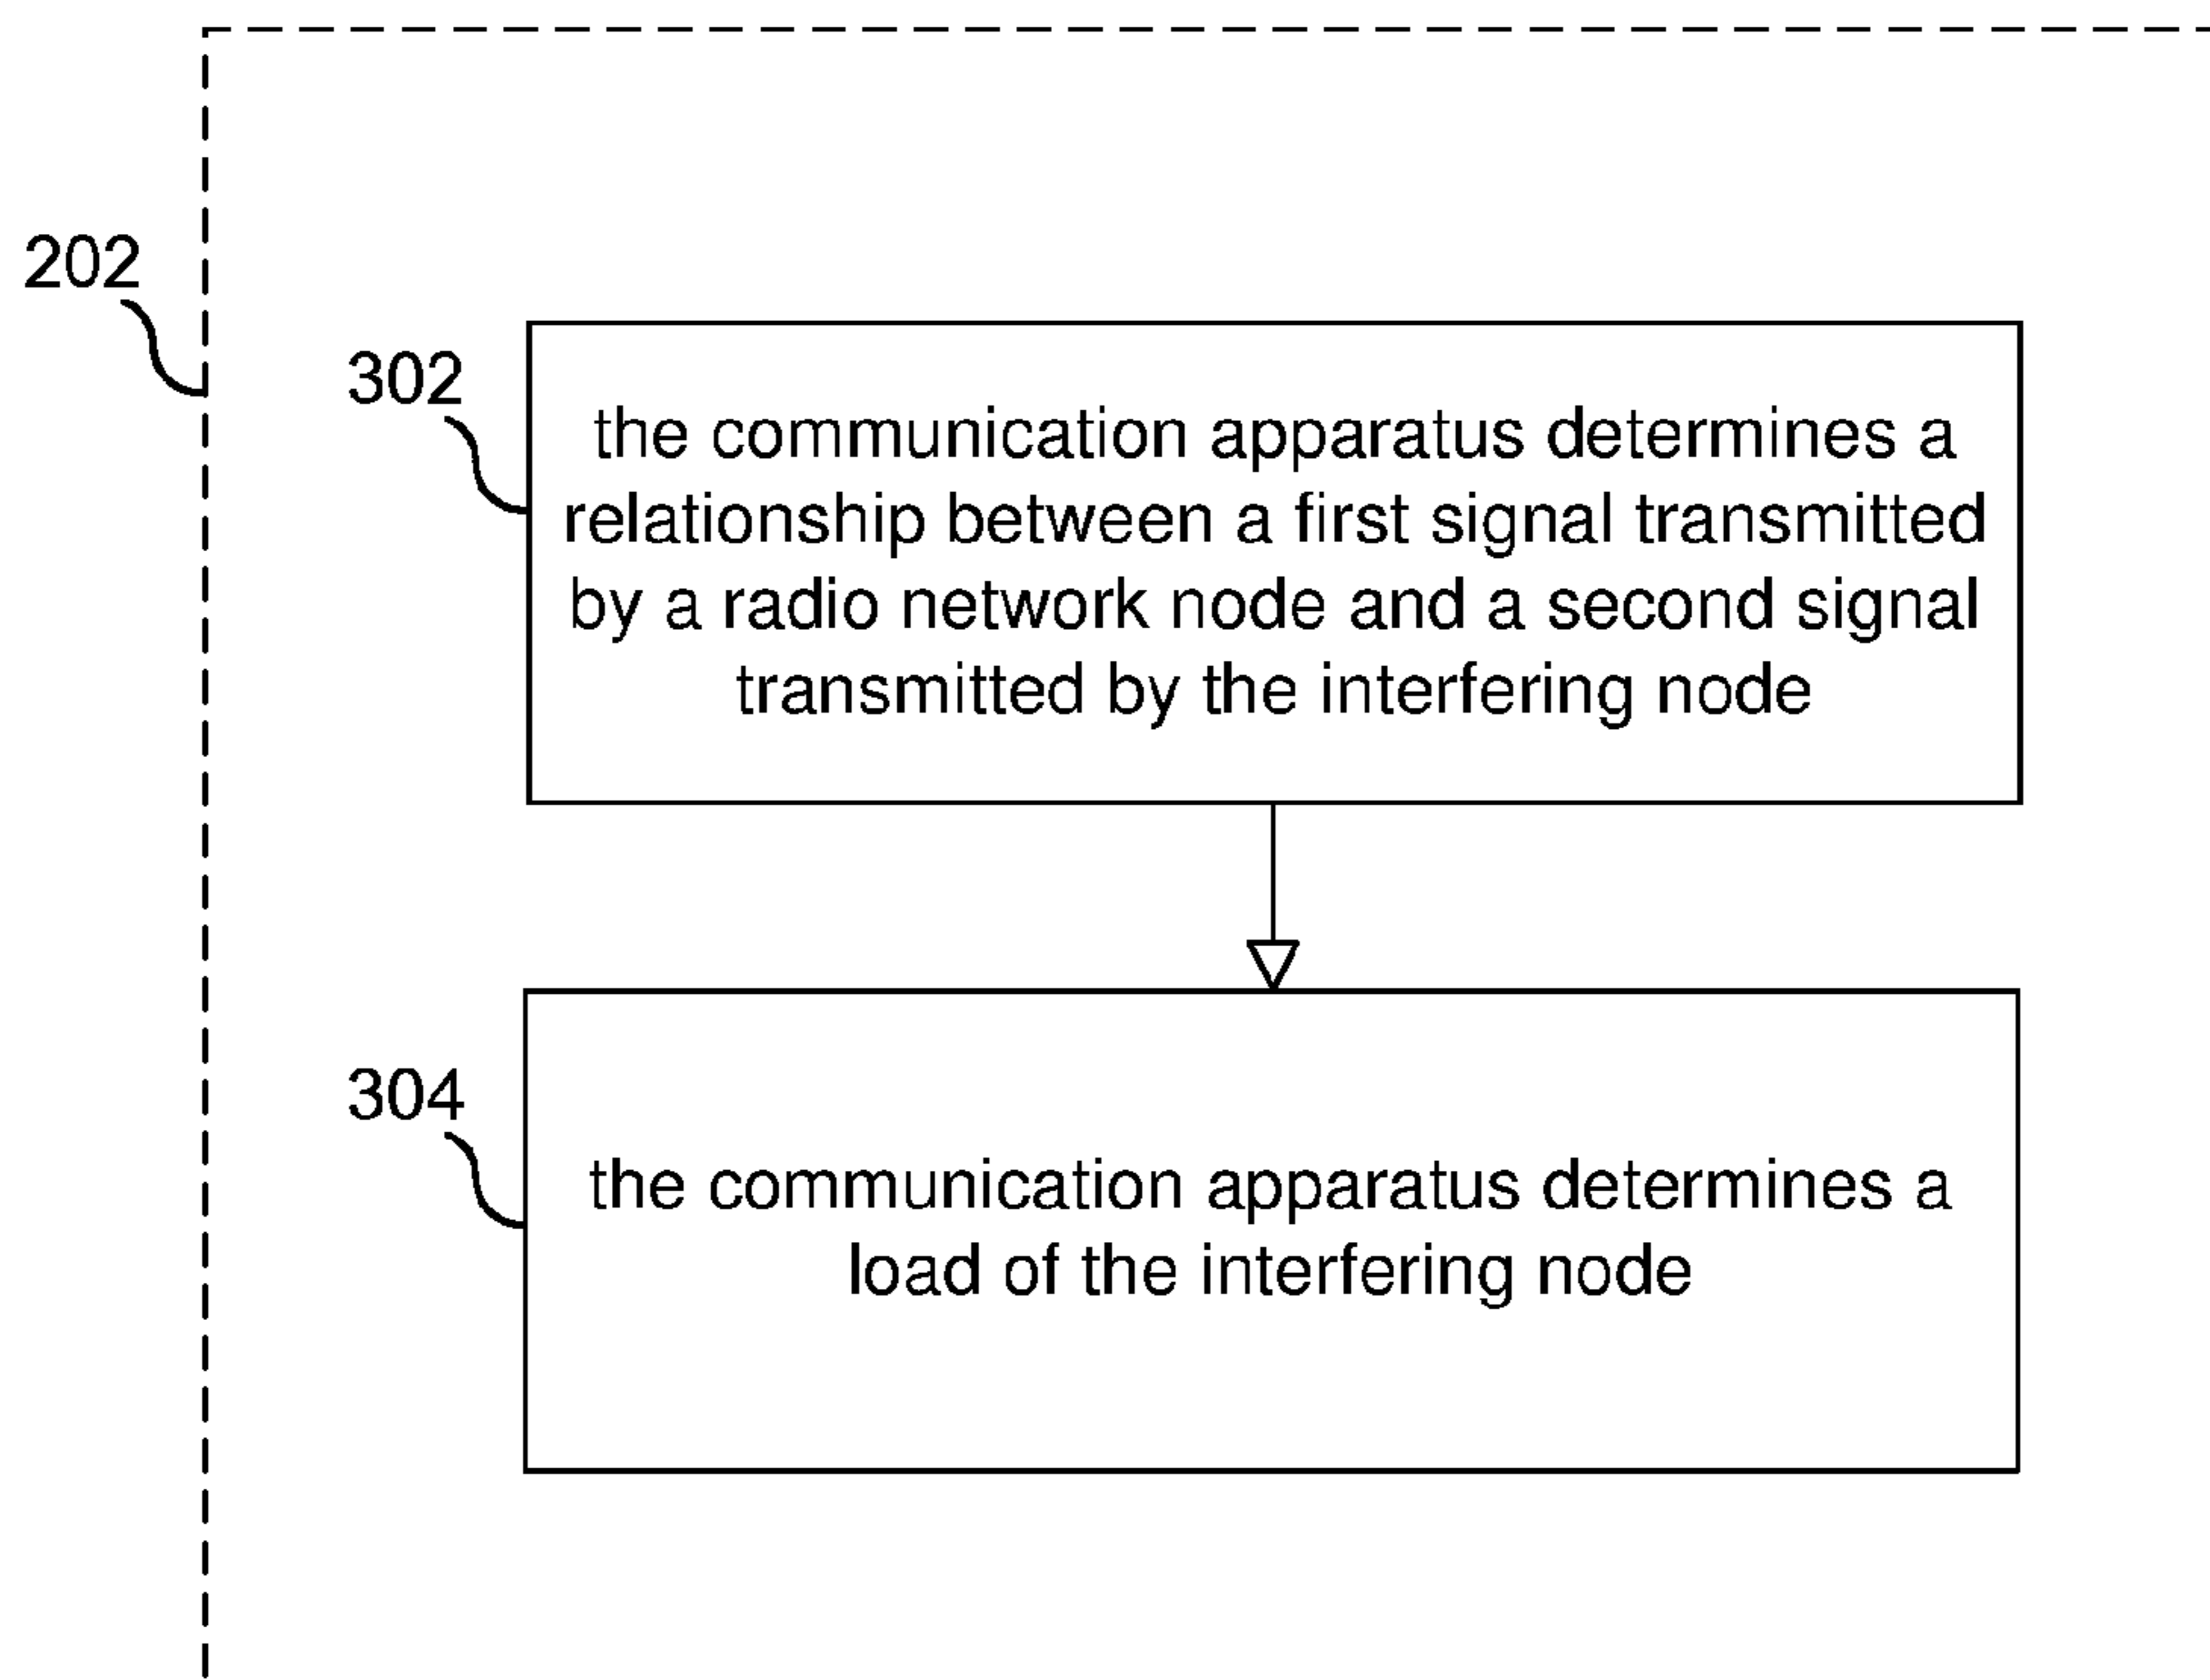 202
302
the communication apparatus determines a
relationship between a first signal transmitted
by a radio network node and a second signal
transmitted by the interfering node
304
the communication apparatus determines a
load of the interfering node